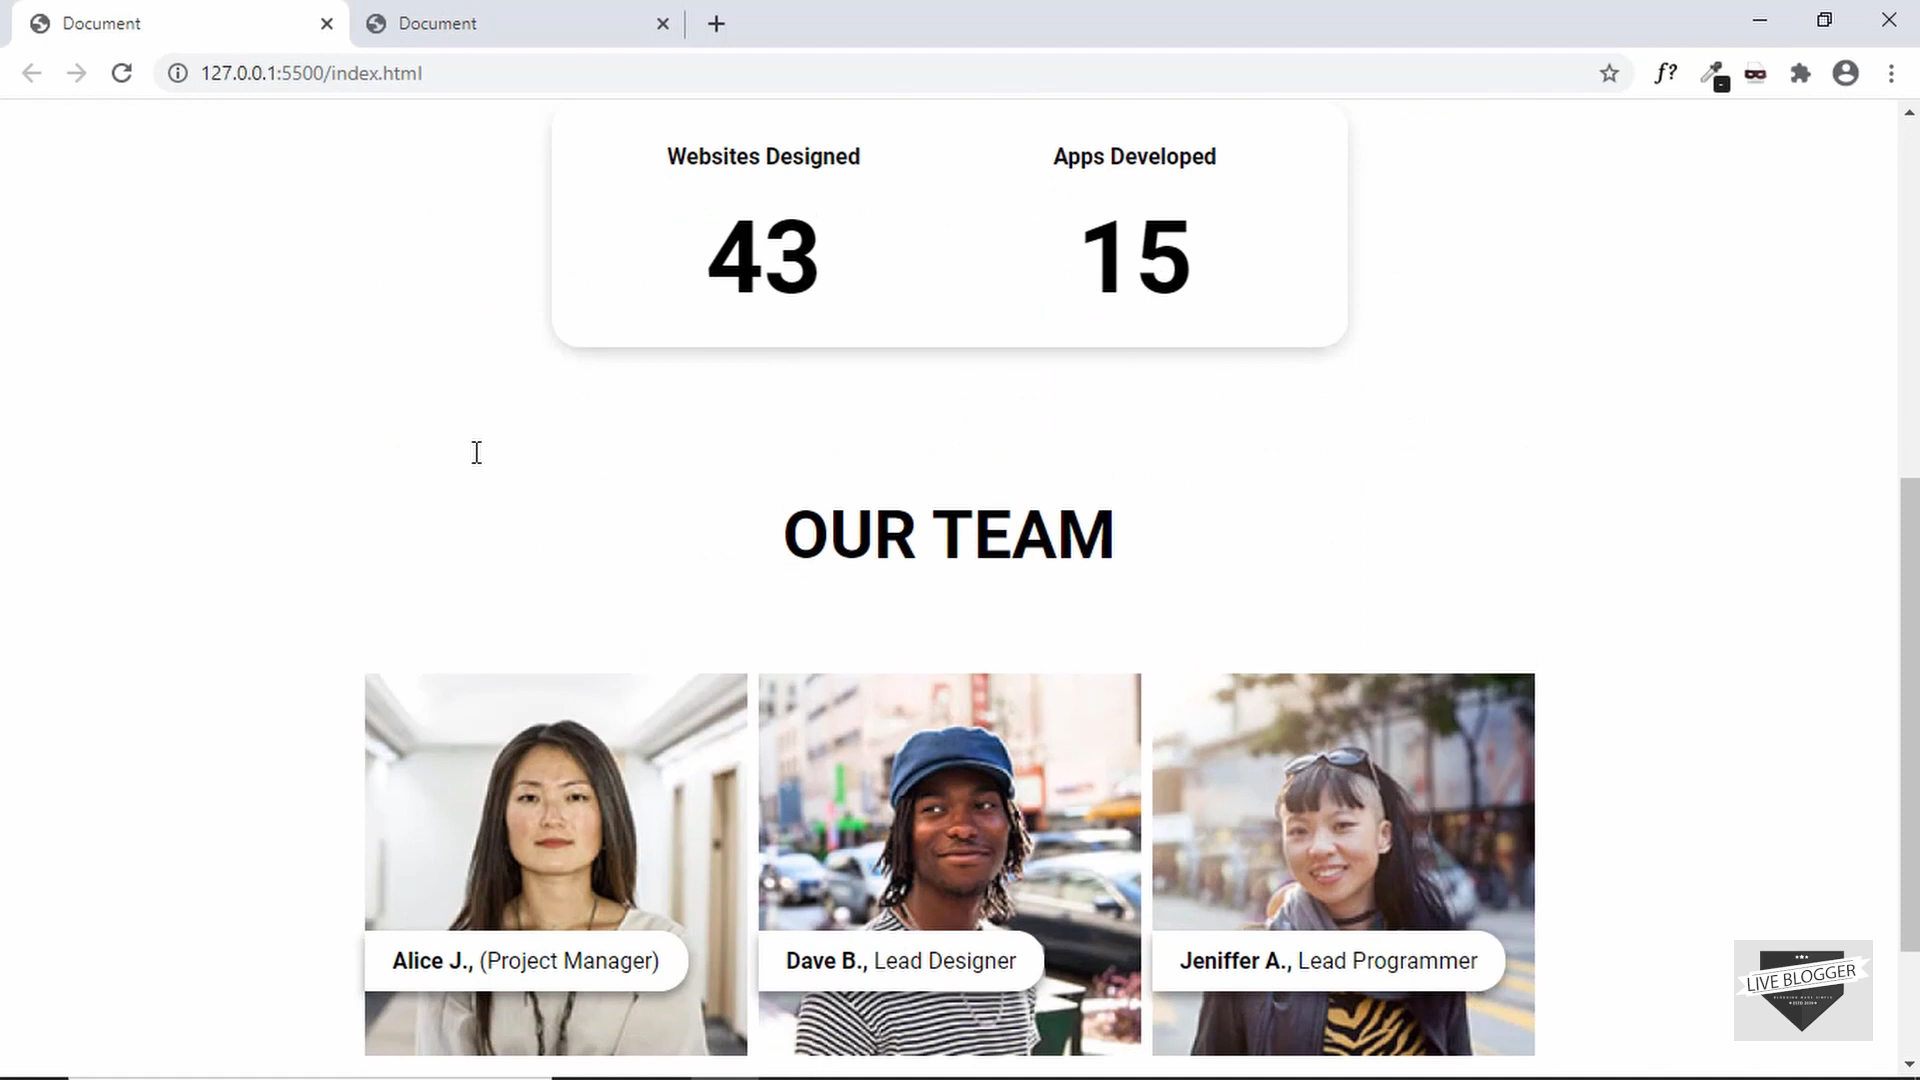 Document
Document
127.0.0.1:5500/index.html
f?
Websites Designed
Apps Developed
43
15
OUR TEAM
Alice J., (Project Manager)
Dave B., Lead Designer
Jeniffer A., Lead Programmer
LIVE BLOGGER